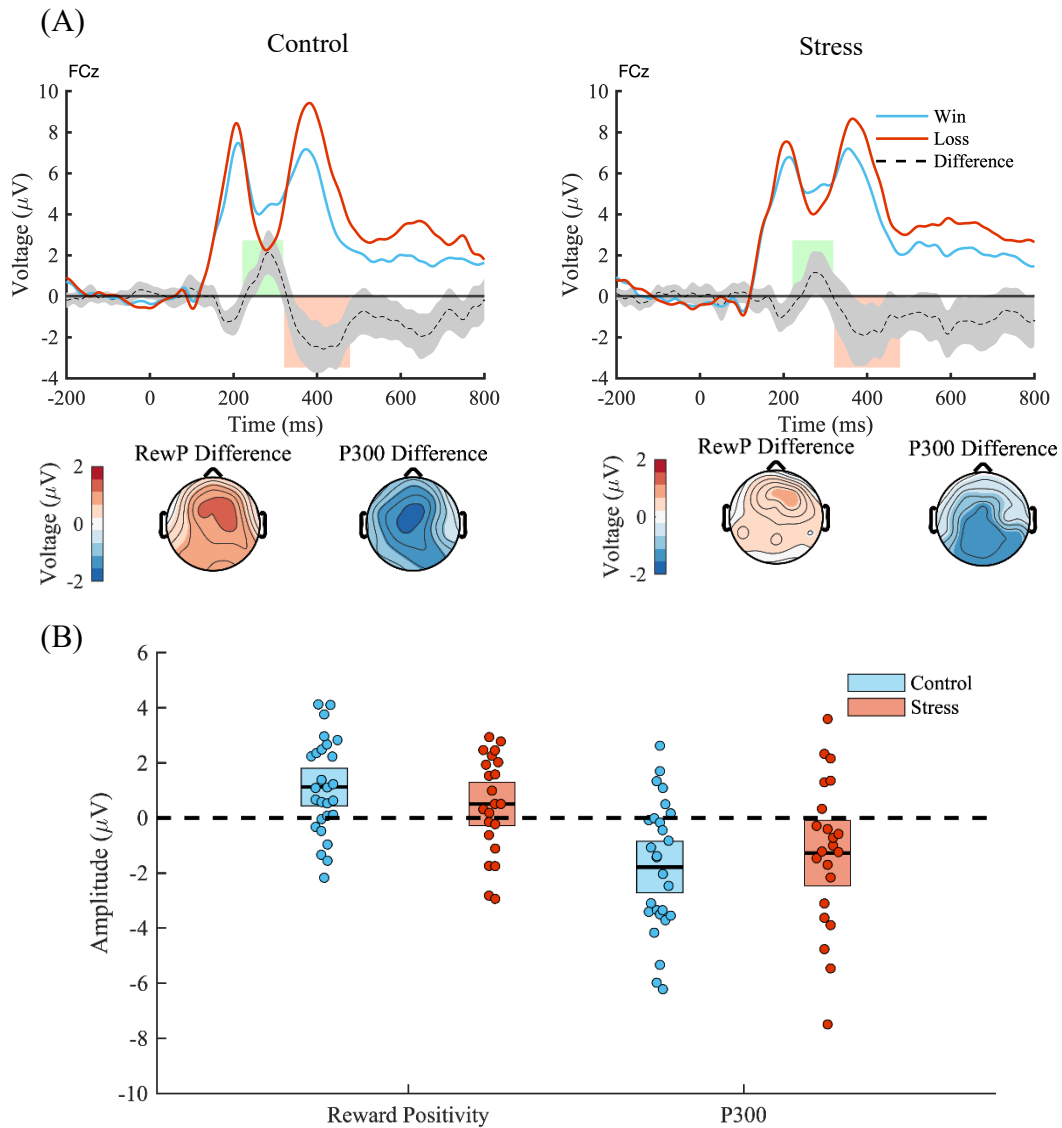 (A)
Control
FCz
10
8
6
4
2
0
-2
-4
-200
0
200
400
600
800
Voltage (μV)
Time (ms)
Stress
FCz
Win
Loss
Difference
10
8
6
4
2
0
-2
-4
-200
0
200
400
600
800
Voltage (μV)
Time (ms)
RewP Difference
P300 Difference
Voltage (μV)
2
0
-2
RewP Difference
P300 Difference
Voltage (μV)
2
0
-2
(B)
6
4
2
0
-2
-4
-6
-8
-10
Amplitude (μV)
Control
Stress
Reward Positivity
P300